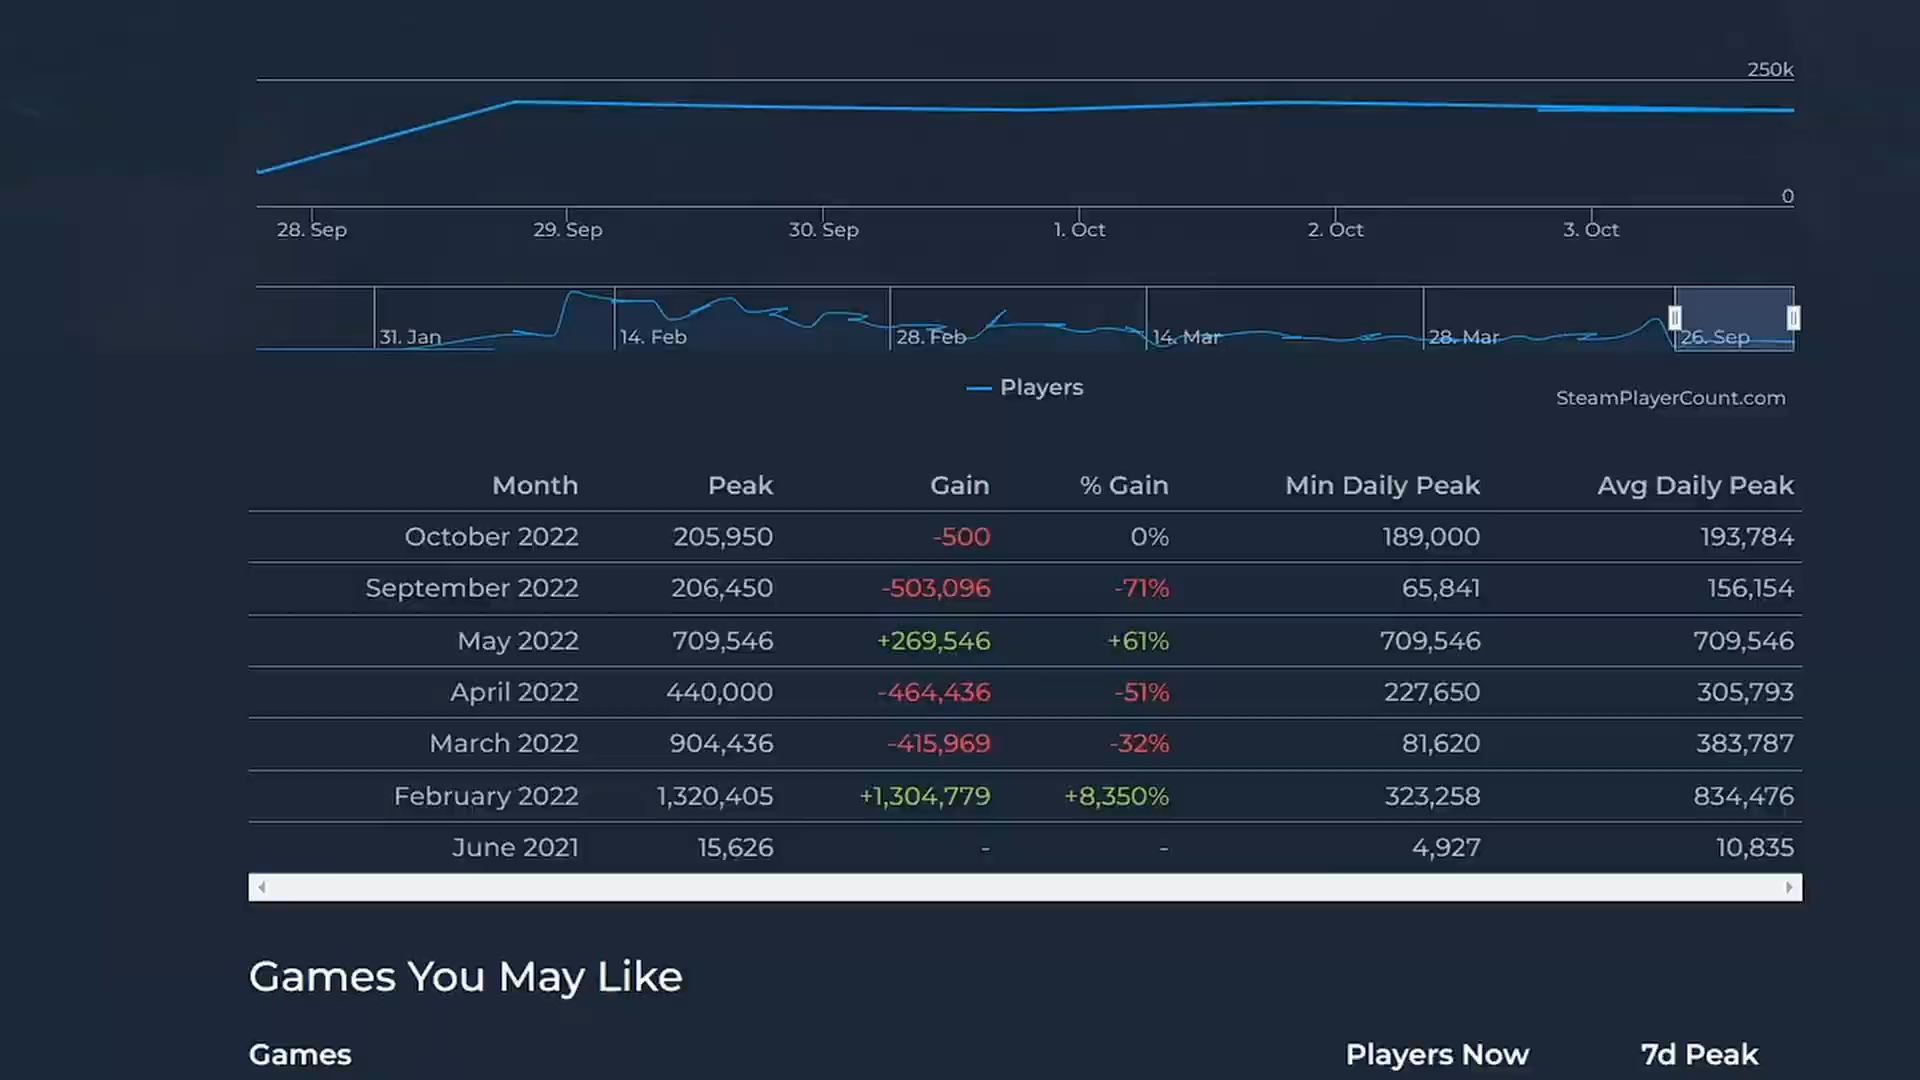 250k
0
28. Sep 29. Sep 30. Sep 1. Oct 2. Oct 3. Oct
31. Jan 14. Feb 28. Feb 14. Mar 28. Mar 26. Sep
Players
SteamPlayerCount.com
Month Peak Gain % Gain Min Daily Peak Avg Daily Peak
October 2022 205,950 -500 0% 189,000 193,784
September 2022 206,450 -503,096 -71% 65,841 156,154
May 2022 709,546 +269,546 +61% 709,546 709,546
April 2022 440,000 -464,436 -51% 227,650 305,793
March 2022 904,436 -415,969 -32% 81,620 383,787
February 2022 1,320,405 +1,304,779 +8,350% 323,258 834,476
June 2021 15,626 - - 4,927 10,835
Games You May Like
Games Players Now 7d Peak